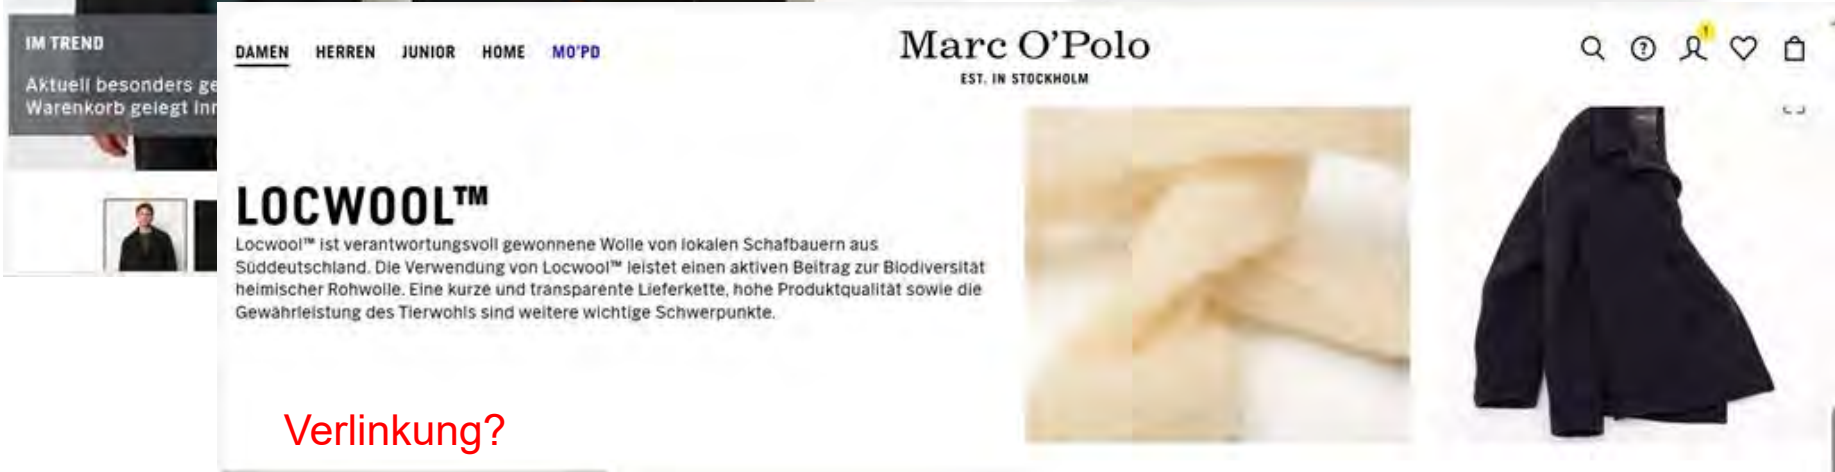 IM TREND
Aktuell besonders
Warenkorb gelegt
DAMEN HERREN JUNIOR HOME MO'PD
Marc O'Polo
EST. IN STOCKHOLM
LOCWOOL™
Locwool™ ist verantwortungsvoll gewonnene Wolle von lokalen Schafbauern aus
Süddeutschland. Die Verwendung von Locwool™ leistet einen aktiven Beitrag zur Biodiversität
heimischer Rohwolle. Eine kurze und transparente Lieferkette, hohe Produktqualität sowie die
Gewährleistung des Tierwohls sind weitere wichtige Schwerpunkte.
Verlinkung?